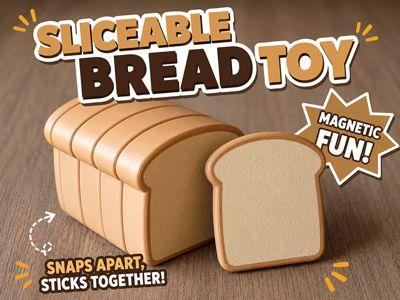 SLICEABLE
BREAD TOY
MAGNETIC
FUN!
SNAPS APART,
STICKS TOGETHER!